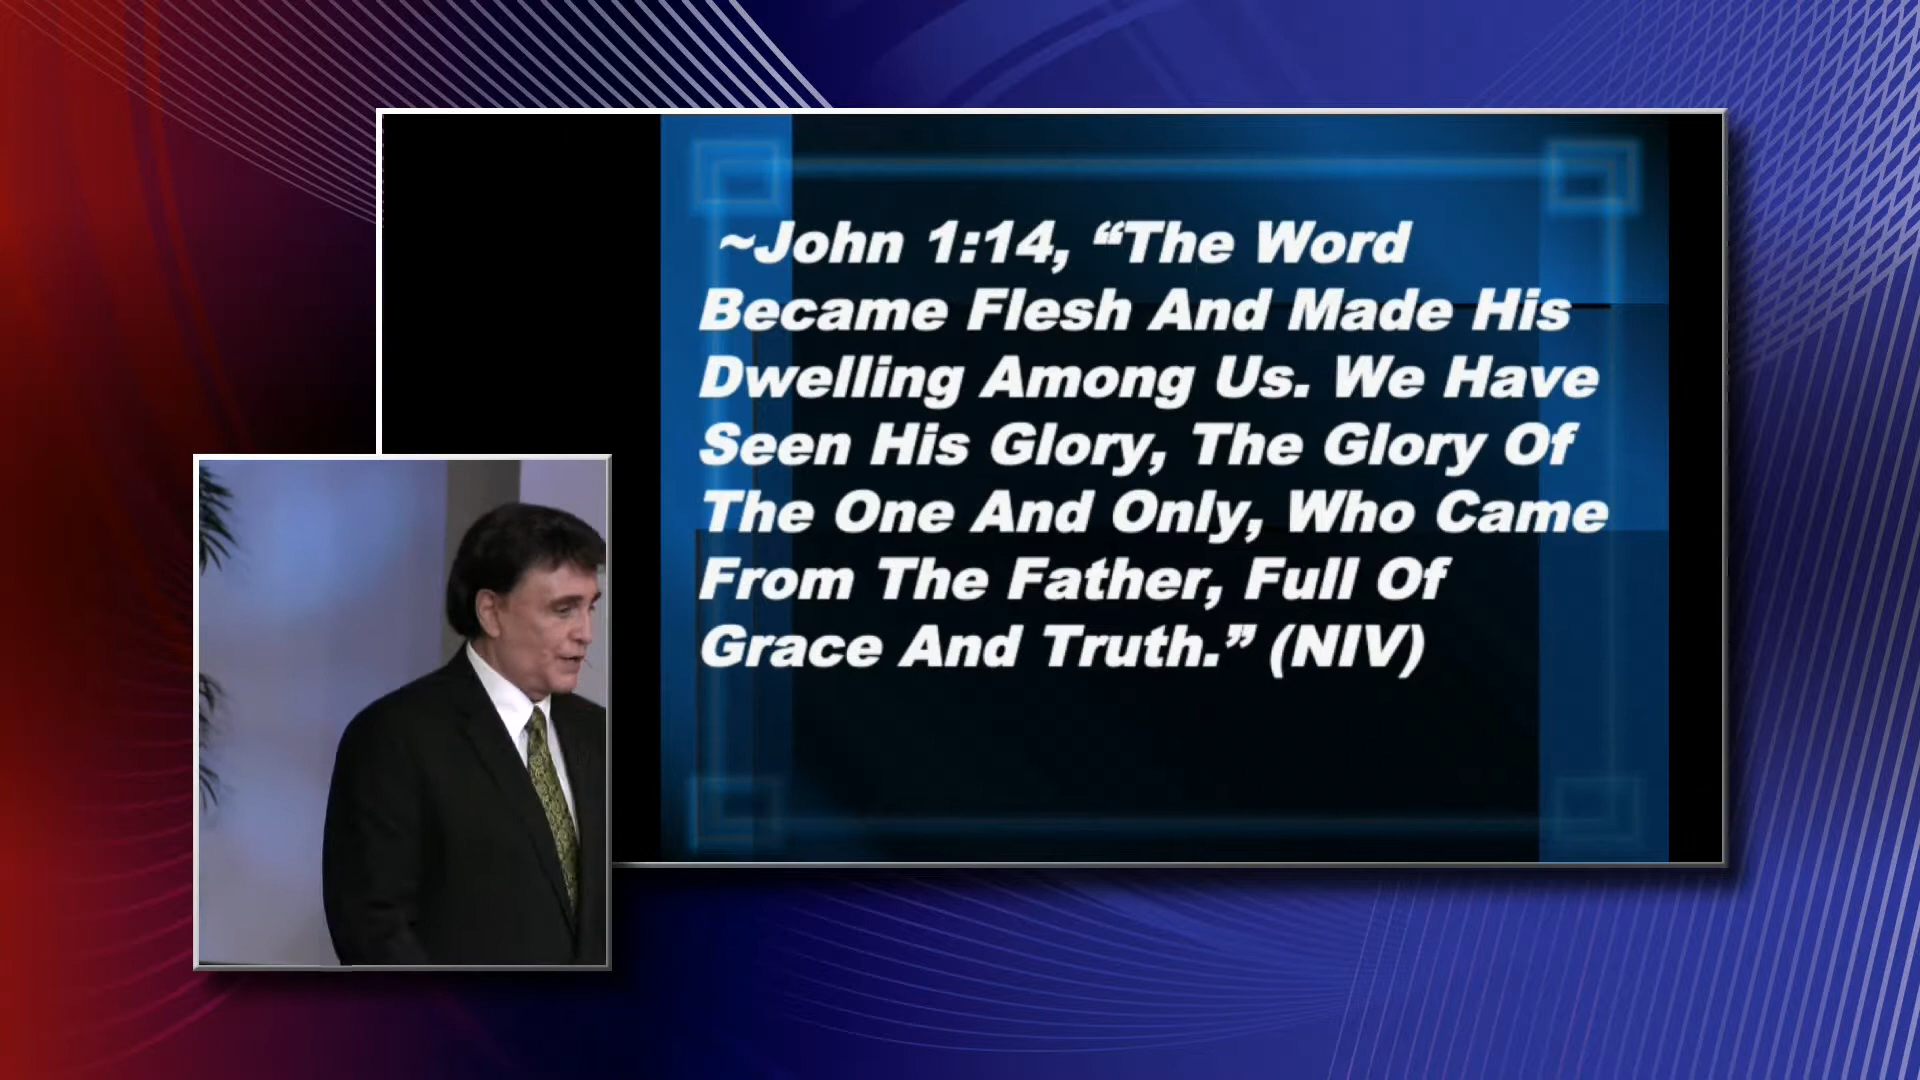 ~John 1:14, “The Word
Became Flesh And Made His
Dwelling Among Us. We Have
Seen His Glory, The Glory Of
The One And Only, Who Came
From The Father, Full Of
Grace And Truth.” (NIV)